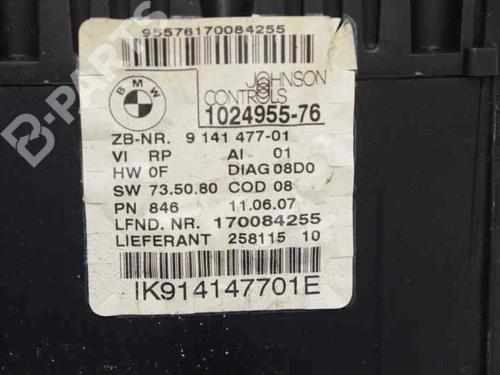 95576170084255
BMW
JOHNSON
CONTROLS
1024955-76
ZB-NR. 9 141 477-01
VI RP AI 01
HW 0F DIAG 08D0
SW 73.50.80 COD 08
PN 846 11.06.07
LFND. NR. 170084255
LIEFERANT 258115 10
IK914147701E
B-PARTS